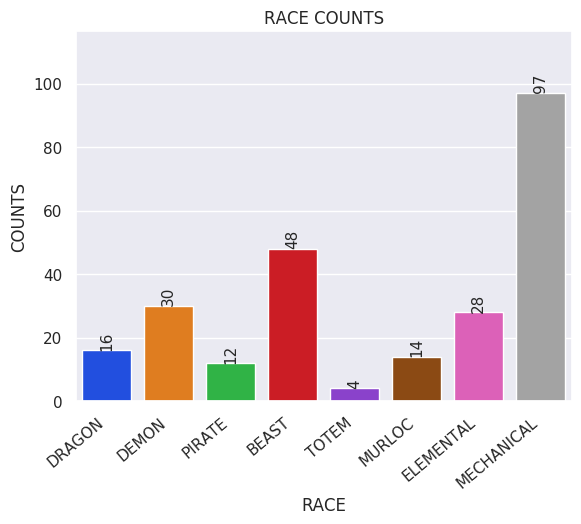 RACE COUNTS
COUNTS
100
80
60
40
20
0
16
30
12
48
4
14
28
97
DRAGON
DEMON
PIRATE
BEAST
TOTEM
MURLOC
ELEMENTAL
MECHANICAL
RACE